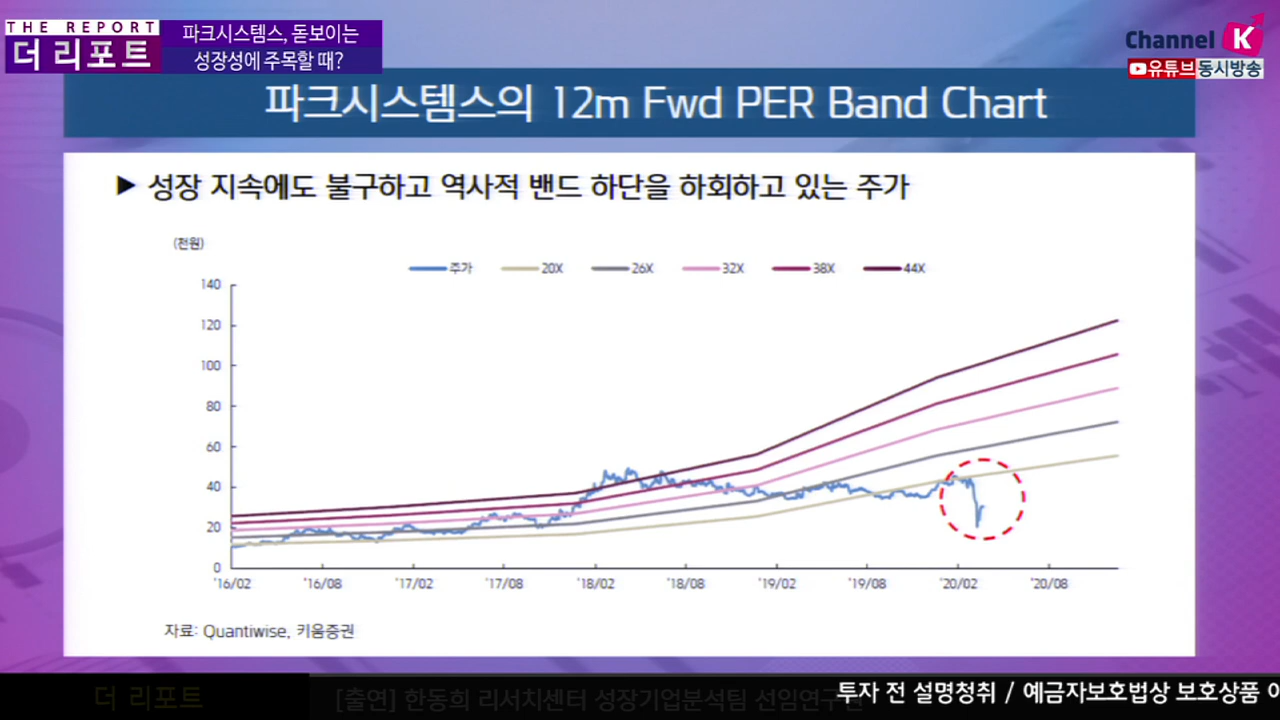 THE REPORT
더 리포트
파크시스템스, 돋보이는
성장성에 주목할 때?
Channel K
유튜브 동시방송
파크시스템스의 12m Fwd PER Band Chart
▶ 성장 지속에도 불구하고 역사적 밴드 하단을 하회하고 있는 주가
(천원)
주가 20X 26X 32X 38X 44X
140
120
100
80
60
40
20
0
'16/02 '16/08 '17/02 '17/08 '18/02 '18/08 '19/02 '19/08 '20/02 '20/08
자료: Quantiwise, 키움증권
더 리포트
[출연] 한동희 리서치센터 성장기업분석팀 선임연구
투자 전 설명청취 / 예금자보호법상 보호상품